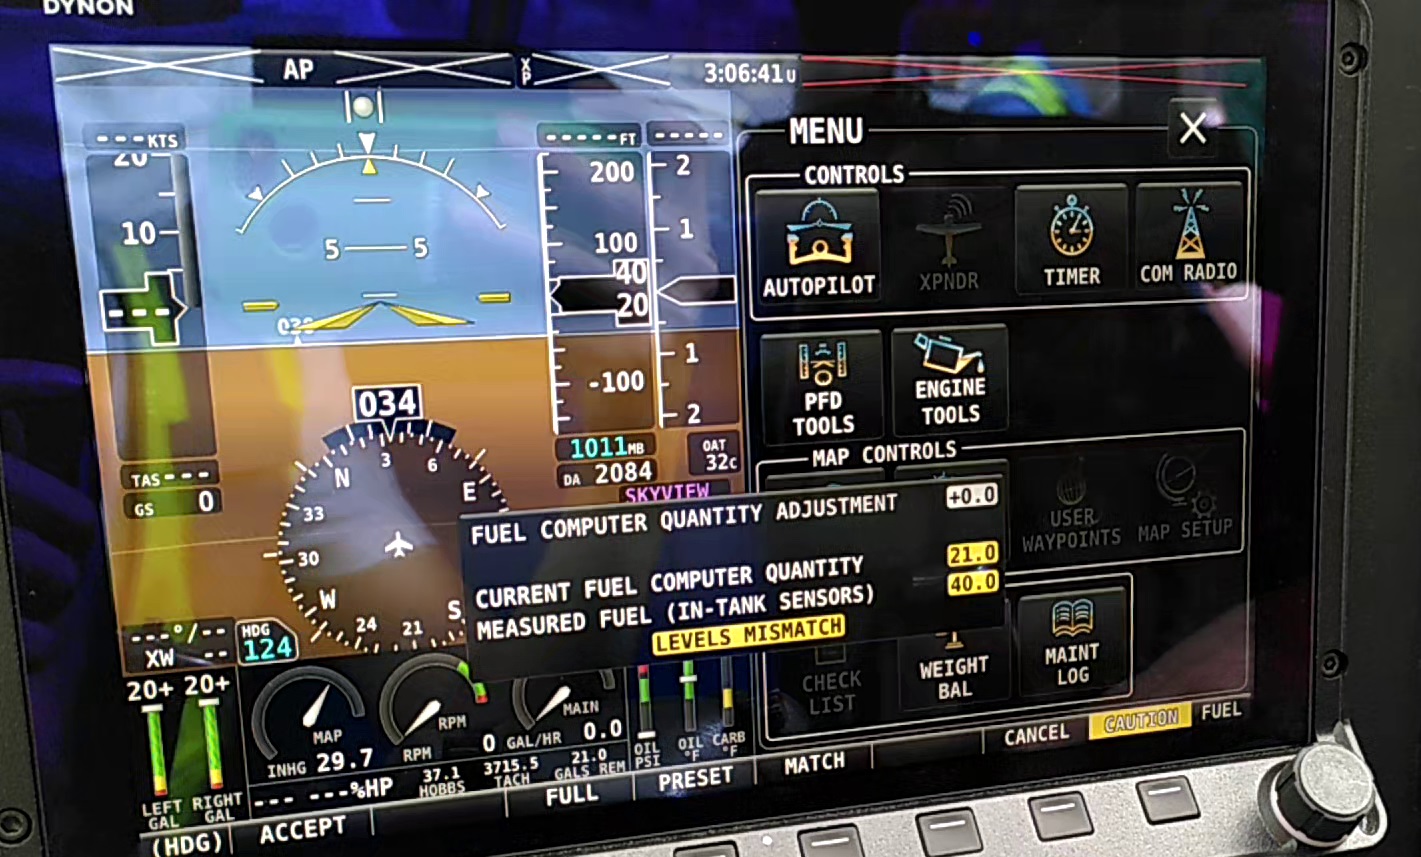 DYNON
AP
XP
3:06:41U
---KTS
20
10
TAS---
GS 0
5 5
-----FT
-----
200
100
40
20
-100
2
1
1
2
1011MB
DA 2084
OAT
32C
SKYVIEW
034
N
3
6
E
33
30
W
24
21
S
---°/--
XW --
HDG
124
MENU
X
CONTROLS
AUTOPILOT
XPNDR
TIMER
COM RADIO
PFD
TOOLS
ENGINE
TOOLS
MAP CONTROLS
USER
WAYPOINTS
MAP SETUP
CHECK
LIST
WEIGHT
BAL
MAINT
LOG
FUEL COMPUTER QUANTITY ADJUSTMENT +0.0
CURRENT FUEL COMPUTER QUANTITY 21.0
MEASURED FUEL (IN-TANK SENSORS) 40.0
LEVELS MISMATCH
20+ 20+
LEFT
GAL
RIGHT
GAL
MAP
INHG 29.7
RPM
RPM 0
MAIN
GAL/HR 0.0
OIL
PSI
OIL
°F
CARB
°F
--- ---%HP
37.1
HOBBS
3715.5
TACH
21.0
GALS REM
(HDG)
ACCEPT
FULL
PRESET
MATCH
CANCEL
CAUTION
FUEL